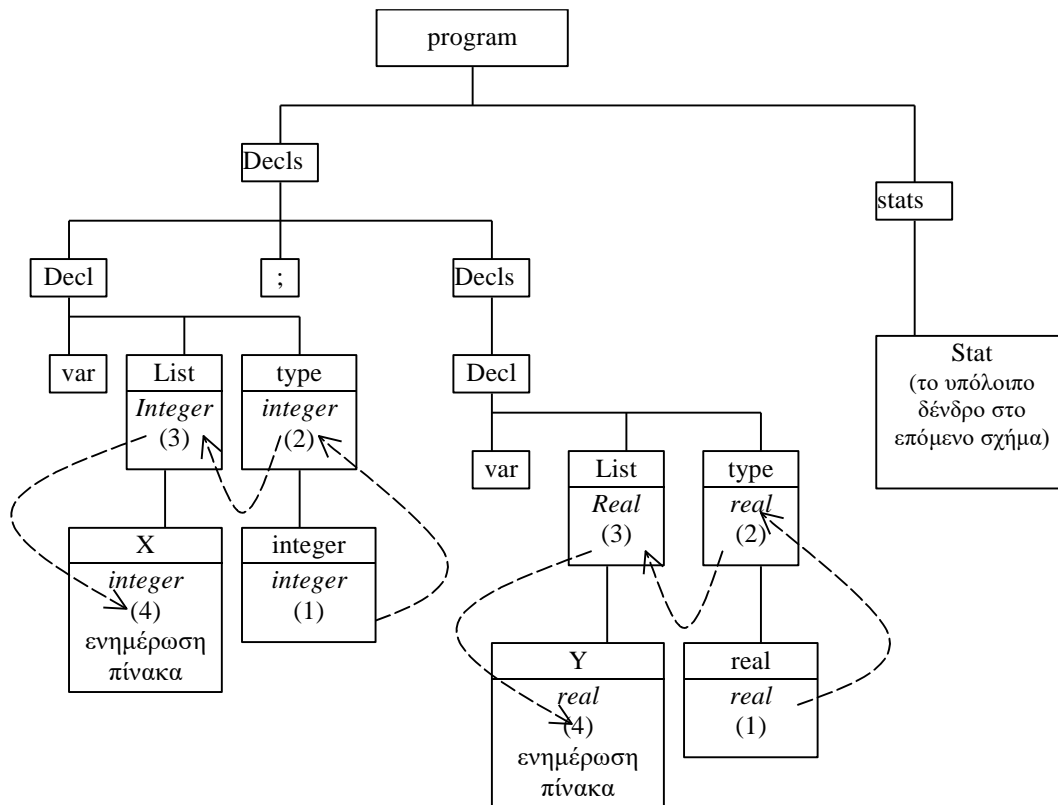 program
Decls
stats
Decl
;
Decls
var
List
Integer
(3)
type
integer
(2)
Decl
Stat
(το υπόλοιπο
δένδρο στο
επόμενο σχήμα)
X
integer
(4)
ενημέρωση
πίνακα
integer
integer
(1)
var
List
Real
(3)
type
real
(2)
Y
real
(4)
ενημέρωση
πίνακα
real
real
(1)